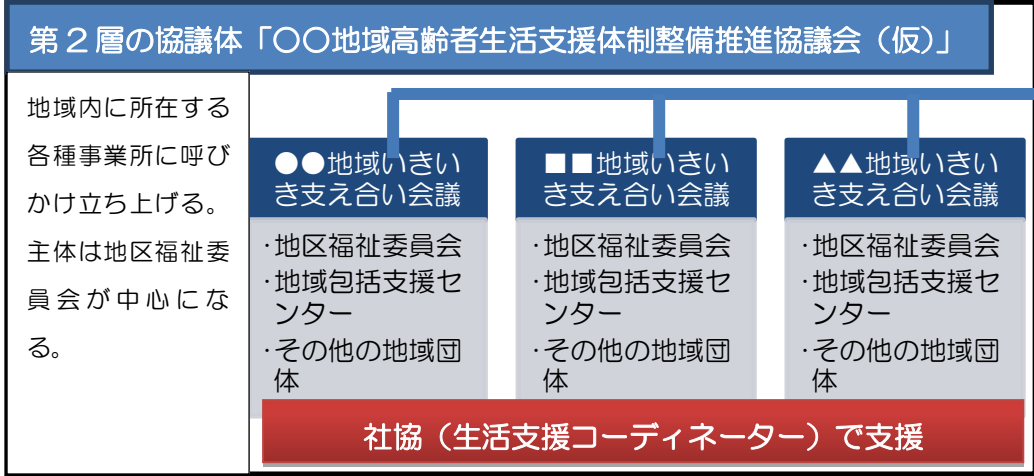 第２層の協議体「〇〇地域高齢者生活支援体制整備推進協議会（仮）」
地域内に所在する
各種事業所に呼び
かけ立ち上げる。
主体は地区福祉委
員会が中心にな
る。
●●地域いきい
き支え合い会議
・地区福祉委員会
・地域包括支援セ
ンター
・その他の地域団
体
■■地域いきい
き支え合い会議
・地区福祉委員会
・地域包括支援セ
ンター
・その他の地域団
体
▲▲地域いきい
き支え合い会議
・地区福祉委員会
・地域包括支援セ
ンター
・その他の地域団
体
社協（生活支援コーディネーター）で支援